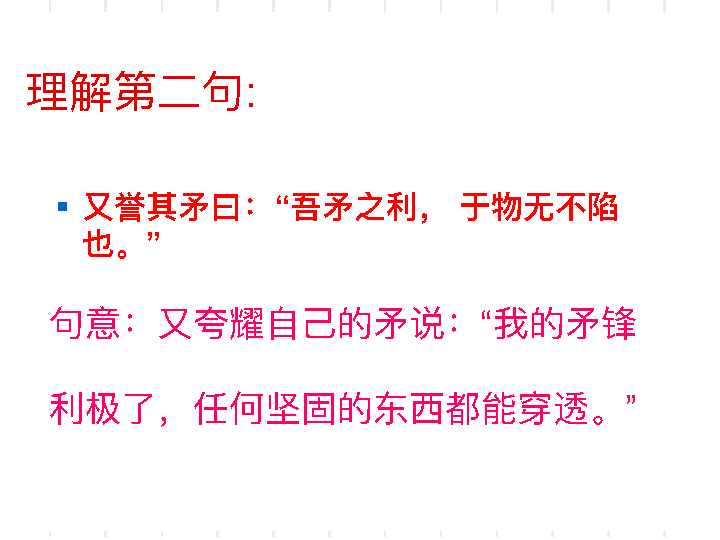 理解第二句:
▪ 又誉其矛曰：“吾矛之利， 于物无不陷
也。”
句意：又夸耀自己的矛说：“我的矛锋
利极了，任何坚固的东西都能穿透。”